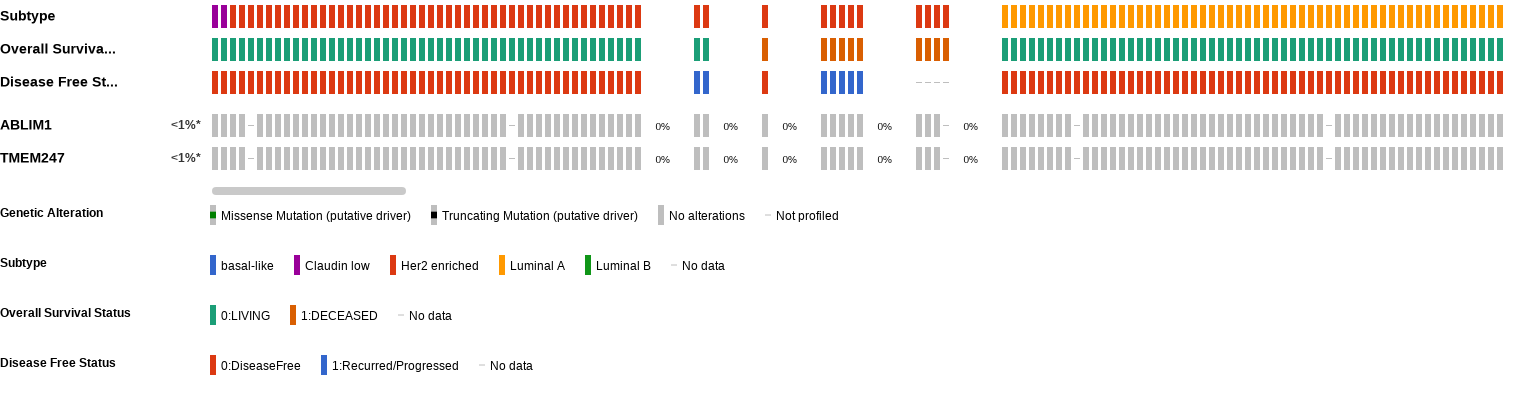 Subtype
Overall Surviva...
Disease Free St...
ABLIM1 <1%* 0% 0% 0% 0% 0%
TMEM247 <1%* 0% 0% 0% 0% 0%
Genetic Alteration Missense Mutation (putative driver) Truncating Mutation (putative driver) No alterations Not profiled
Subtype basal-like Claudin low Her2 enriched Luminal A Luminal B No data
Overall Survival Status 0:LIVING 1:DECEASED No data
Disease Free Status 0:DiseaseFree 1:Recurred/Progressed No data